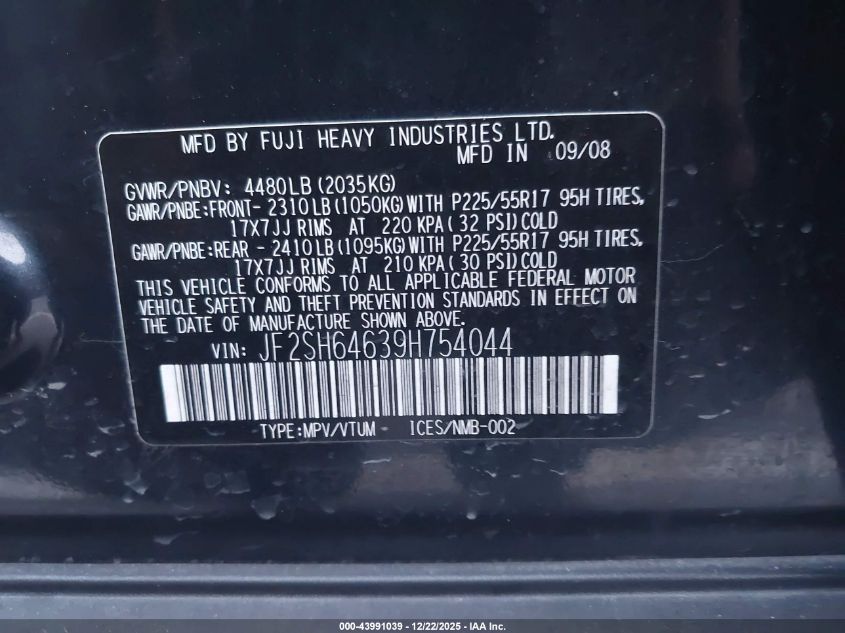 MFD BY FUJI HEAVY INDUSTRIES LTD.
MFD IN 09/08
GVWR/PNBV: 4480LB (2035KG)
GAWR/PNBE:FRONT- 2310LB (1050KG) WITH P225/55R17 95H TIRES,
17X7JJ RIMS AT 220 KPA( 32 PSI)COLD
GAWR/PNBE:REAR - 2410LB (1095KG) WITH P225/55R17 95H TIRES,
17X7JJ RIMS AT 210 KPA( 30 PSI)COLD
THIS VEHICLE CONFORMS TO ALL APPLICABLE FEDERAL MOTOR
VEHICLE SAFETY AND THEFT PREVENTION STANDARDS IN EFFECT ON
THE DATE OF MANUFACTURE SHOWN ABOVE.
VIN: JF2SH64639H754044
TYPE:MPV/VTUM ICES/NMB-002
000-43991039 - 12/22/2025 - IAA Inc.